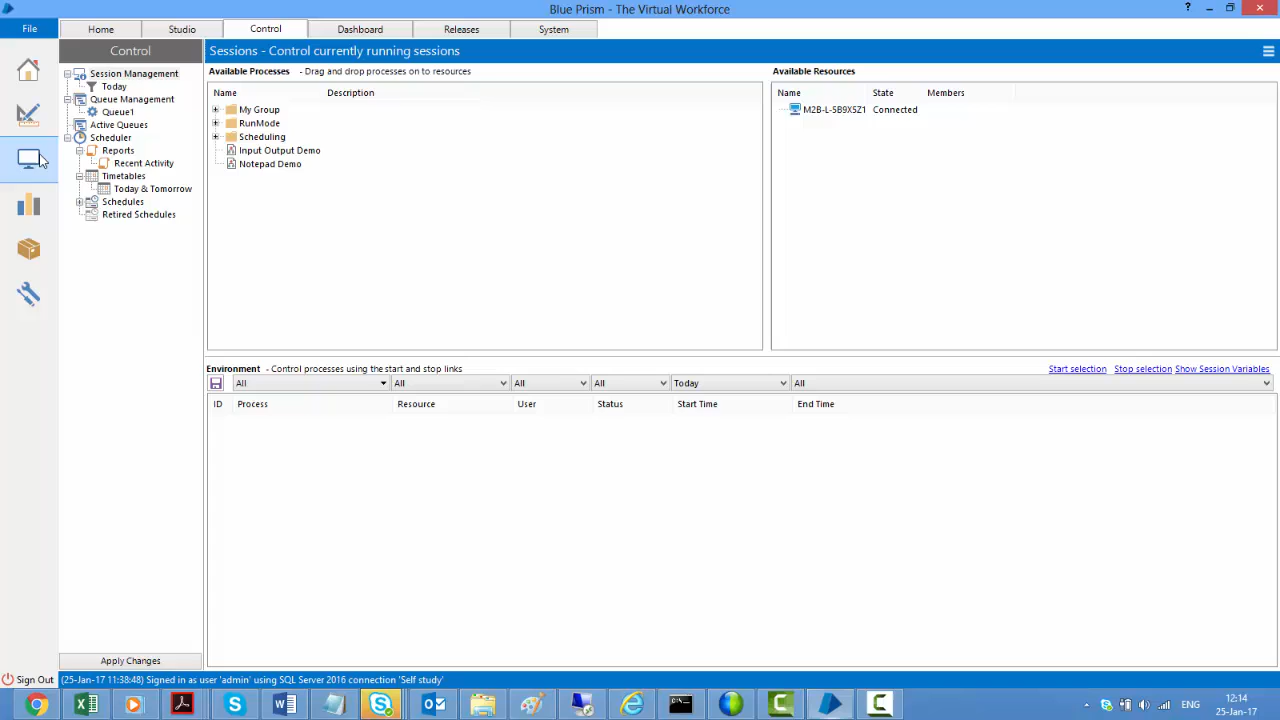 Blue Prism - The Virtual Workforce
?
File
Home
Studio
Control
Dashboard
Releases
System
Control
Session Management
Today
Queue Management
Queue1
Active Queues
Scheduler
Reports
Recent Activity
Timetables
Today & Tomorrow
Schedules
Retired Schedules
Apply Changes
Sessions - Control currently running sessions
Available Processes - Drag and drop processes on to resources
Name Description
My Group
RunMode
Scheduling
Input Output Demo
Notepad Demo
Available Resources
Name State Members
M2B-L-5B9X5Z1 Connected
Environment - Control processes using the start and stop links
Start selection Stop selection Show Session Variables
All All All All Today All
ID Process Resource User Status Start Time End Time
Sign Out
(25-Jan-17 11:38:48) Signed in as user 'admin' using SQL Server 2016 connection 'Self study'
ENG
12:14
25-Jan-17